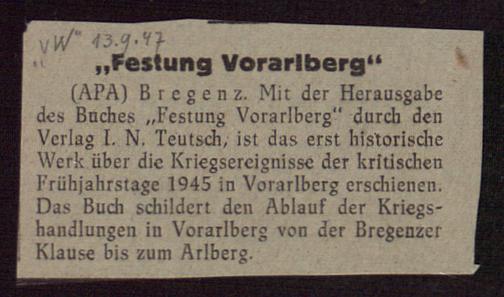 „VW" 13.9.47
„Festung Vorarlberg“
(APA) Bregenz. Mit der Herausgabe
des Buches „Festung Vorarlberg“ durch den
Verlag I. N. Teutsch, ist das erst historische
Werk über die Kriegsereignisse der kritischen
Frühjahrstage 1945 in Vorarlberg erschienen.
Das Buch schildert den Ablauf der Kriegs-
handlungen in Vorarlberg von der Bregenzer
Klause bis zum Arlberg.